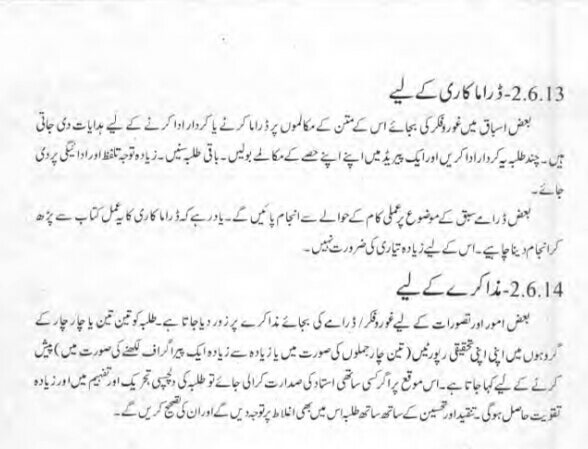 2.6.13-ڈراما کاری کے لیے
بعض اسباق میں غور و فکر کی بجائے اس کے متن کے مکالموں پر ڈراما کرنے یا کردار ادا کرنے کے لیے ہدایات دی جاتی
ہیں۔ چند طلبہ یہ کردار ادا کریں اور ایک پیریڈ میں اپنے اپنے حصے کے مکالمے بولیں۔ باقی طلبہ سنیں۔ زیادہ توجہ تلفظ اور ادائیگی پر دی
جائے۔
بعض ڈرامے سبق کے موضوع پر عملی کام کے حوالے سے انجام پائیں گے۔ یاد رہے کہ ڈراما کاری کا یہ عمل کتاب سے پڑھ
کر انجام دینا چاہیے۔ اس کے لیے زیادہ تیاری کی ضرورت نہیں۔
2.6.14-مذاکرے کے لیے
بعض امور اور تصورات کے لیے غور و فکر/ ڈرامے کی بجائے مذاکرے پر زور دیا جاتا ہے۔ طلبہ کو تین تین یا چار چار کے
گروہوں میں اپنی اپنی تحقیقی رپورٹیں (تین چار جملوں کی صورت میں یا زیادہ سے زیادہ ایک پیراگراف لکھنے کی صورت میں) پیش
کرنے کے لیے کہا جاتا ہے۔ اس موقع پر اگر کسی ساتھی استاد کی صدارت کرالی جائے تو طلبہ کی دلچسپی تحریک اور تفہیم میں اور زیادہ
تقویت حاصل ہوگی۔ تنقید اور تحسین کے ساتھ ساتھ طلبہ اس میں بھی اغلاط پر توجہ دیں گے اور ان کی تصحیح کریں گے۔